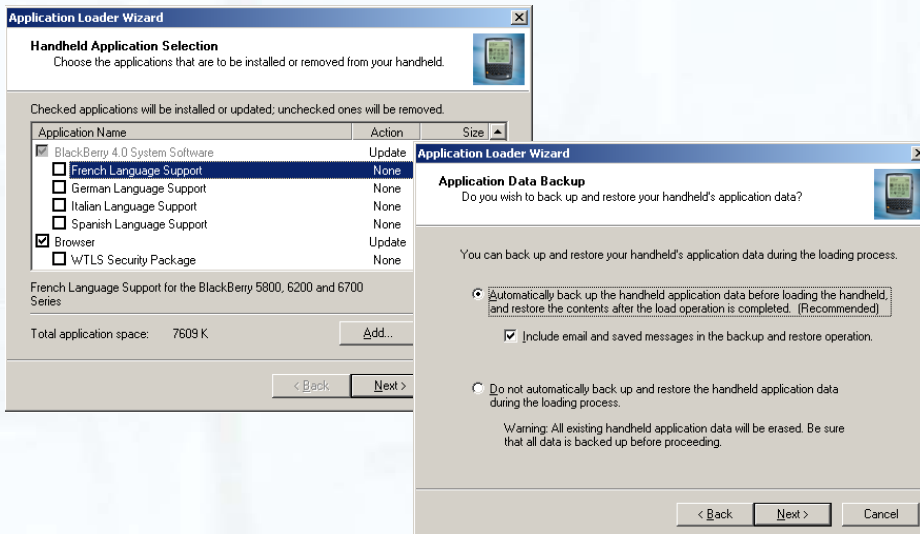 Application Loader Wizard
Handheld Application Selection
Choose the applications that are to be installed or removed from your handheld.
Checked applications will be installed or updated; unchecked ones will be removed.
Application Name Action Size
BlackBerry 4.0 System Software Update
French Language Support None
German Language Support None
Italian Language Support None
Spanish Language Support None
Browser Update
WTLS Security Package None
French Language Support for the BlackBerry 5800, 6200 and 6700
Series
Total application space: 7609 K Add...
< Back Next >
Application Loader Wizard
Application Data Backup
Do you wish to back up and restore your handheld's application data?
You can back up and restore your handheld's application data during the loading process.
Automatically back up the handheld application data before loading the handheld,
and restore the contents after the load operation is completed. (Recommended)
Include email and saved messages in the backup and restore operation.
Do not automatically back up and restore the handheld application data
during the loading process.
Warning: All existing handheld application data will be erased. Be sure
that all data is backed up before proceeding.
< Back Next > Cancel